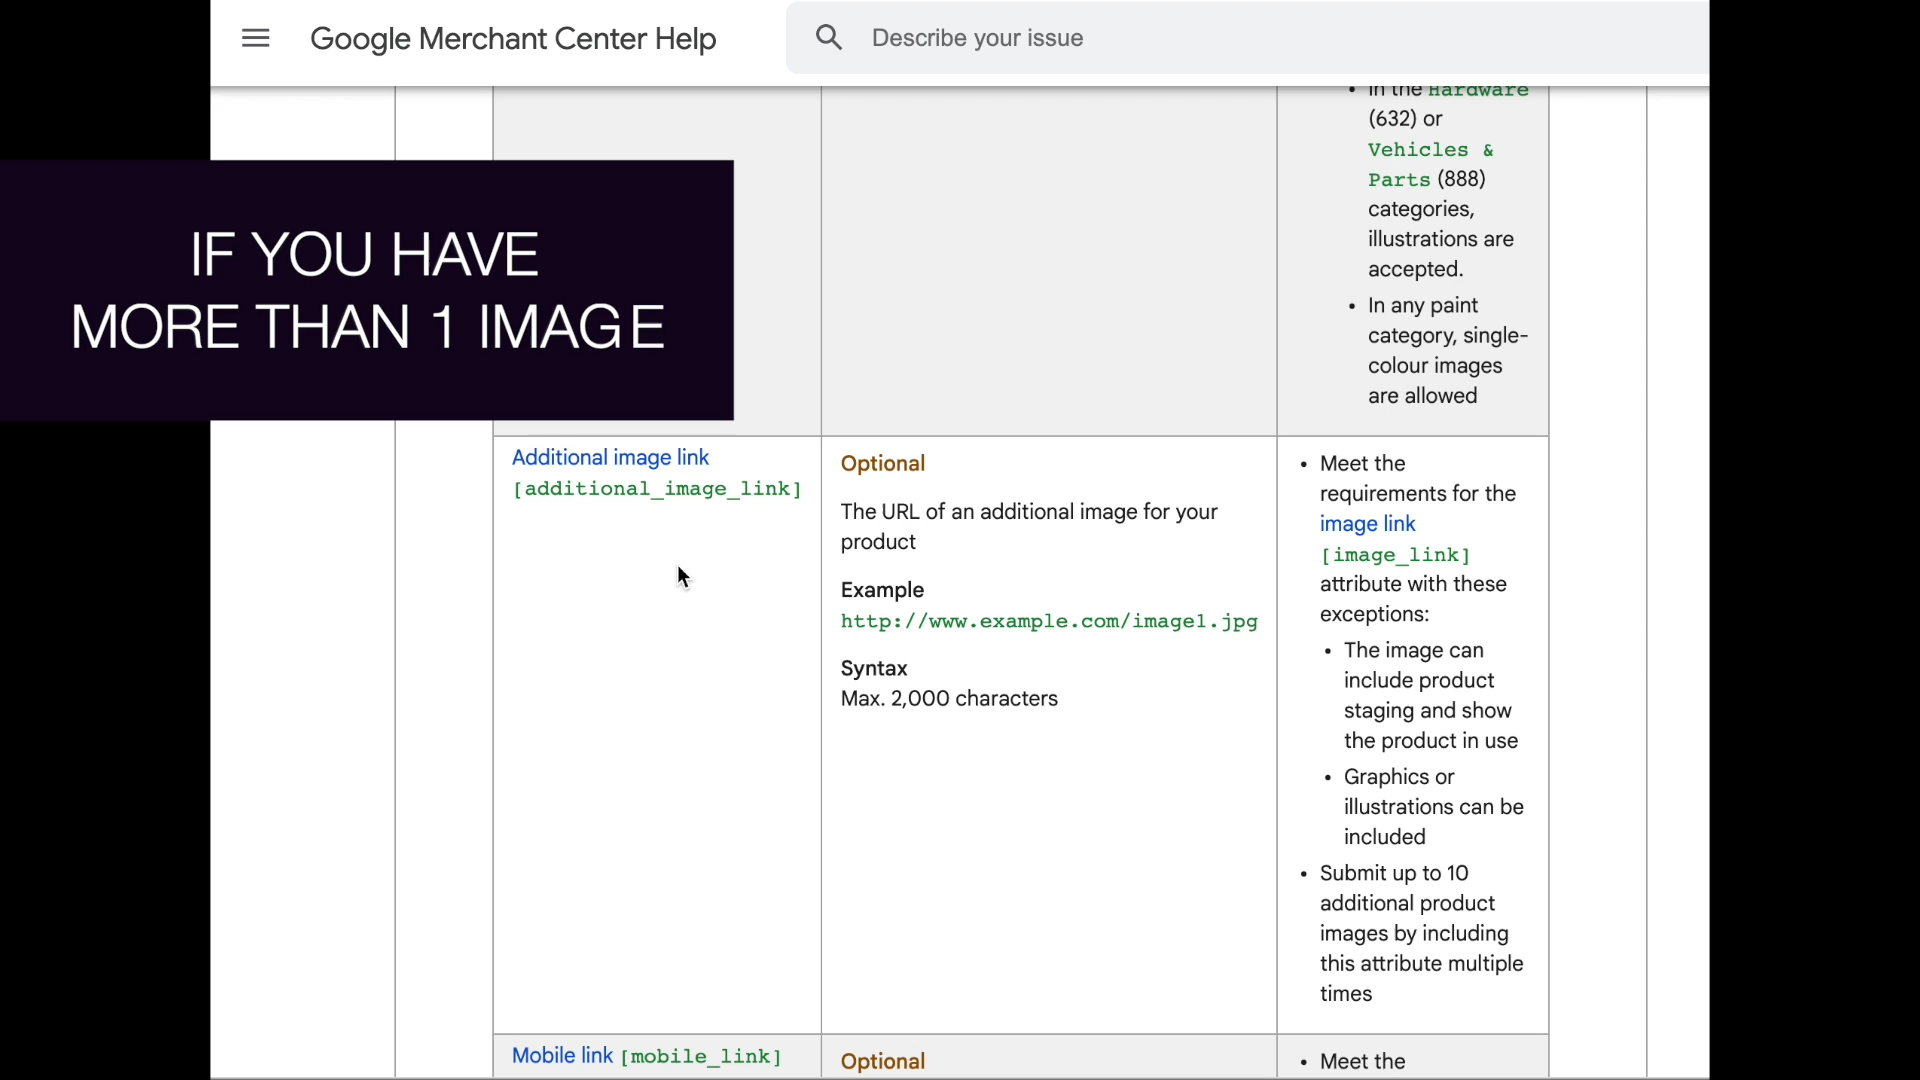 Google Merchant Center Help
Describe your issue
IF YOU HAVE
MORE THAN 1 IMAGE
• In the Hardware
(632) or
Vehicles &
Parts (888)
categories,
illustrations are
accepted.
• In any paint
category, single-
colour images
are allowed
Additional image link
[additional_image_link]
Optional
The URL of an additional image for your
product
Example
http://www.example.com/image1.jpg
Syntax
Max. 2,000 characters
• Meet the
requirements for the
image link
[image_link]
attribute with these
exceptions:
• The image can
include product
staging and show
the product in use
• Graphics or
illustrations can be
included
• Submit up to 10
additional product
images by including
this attribute multiple
times
Mobile link [mobile_link]
Optional
• Meet the